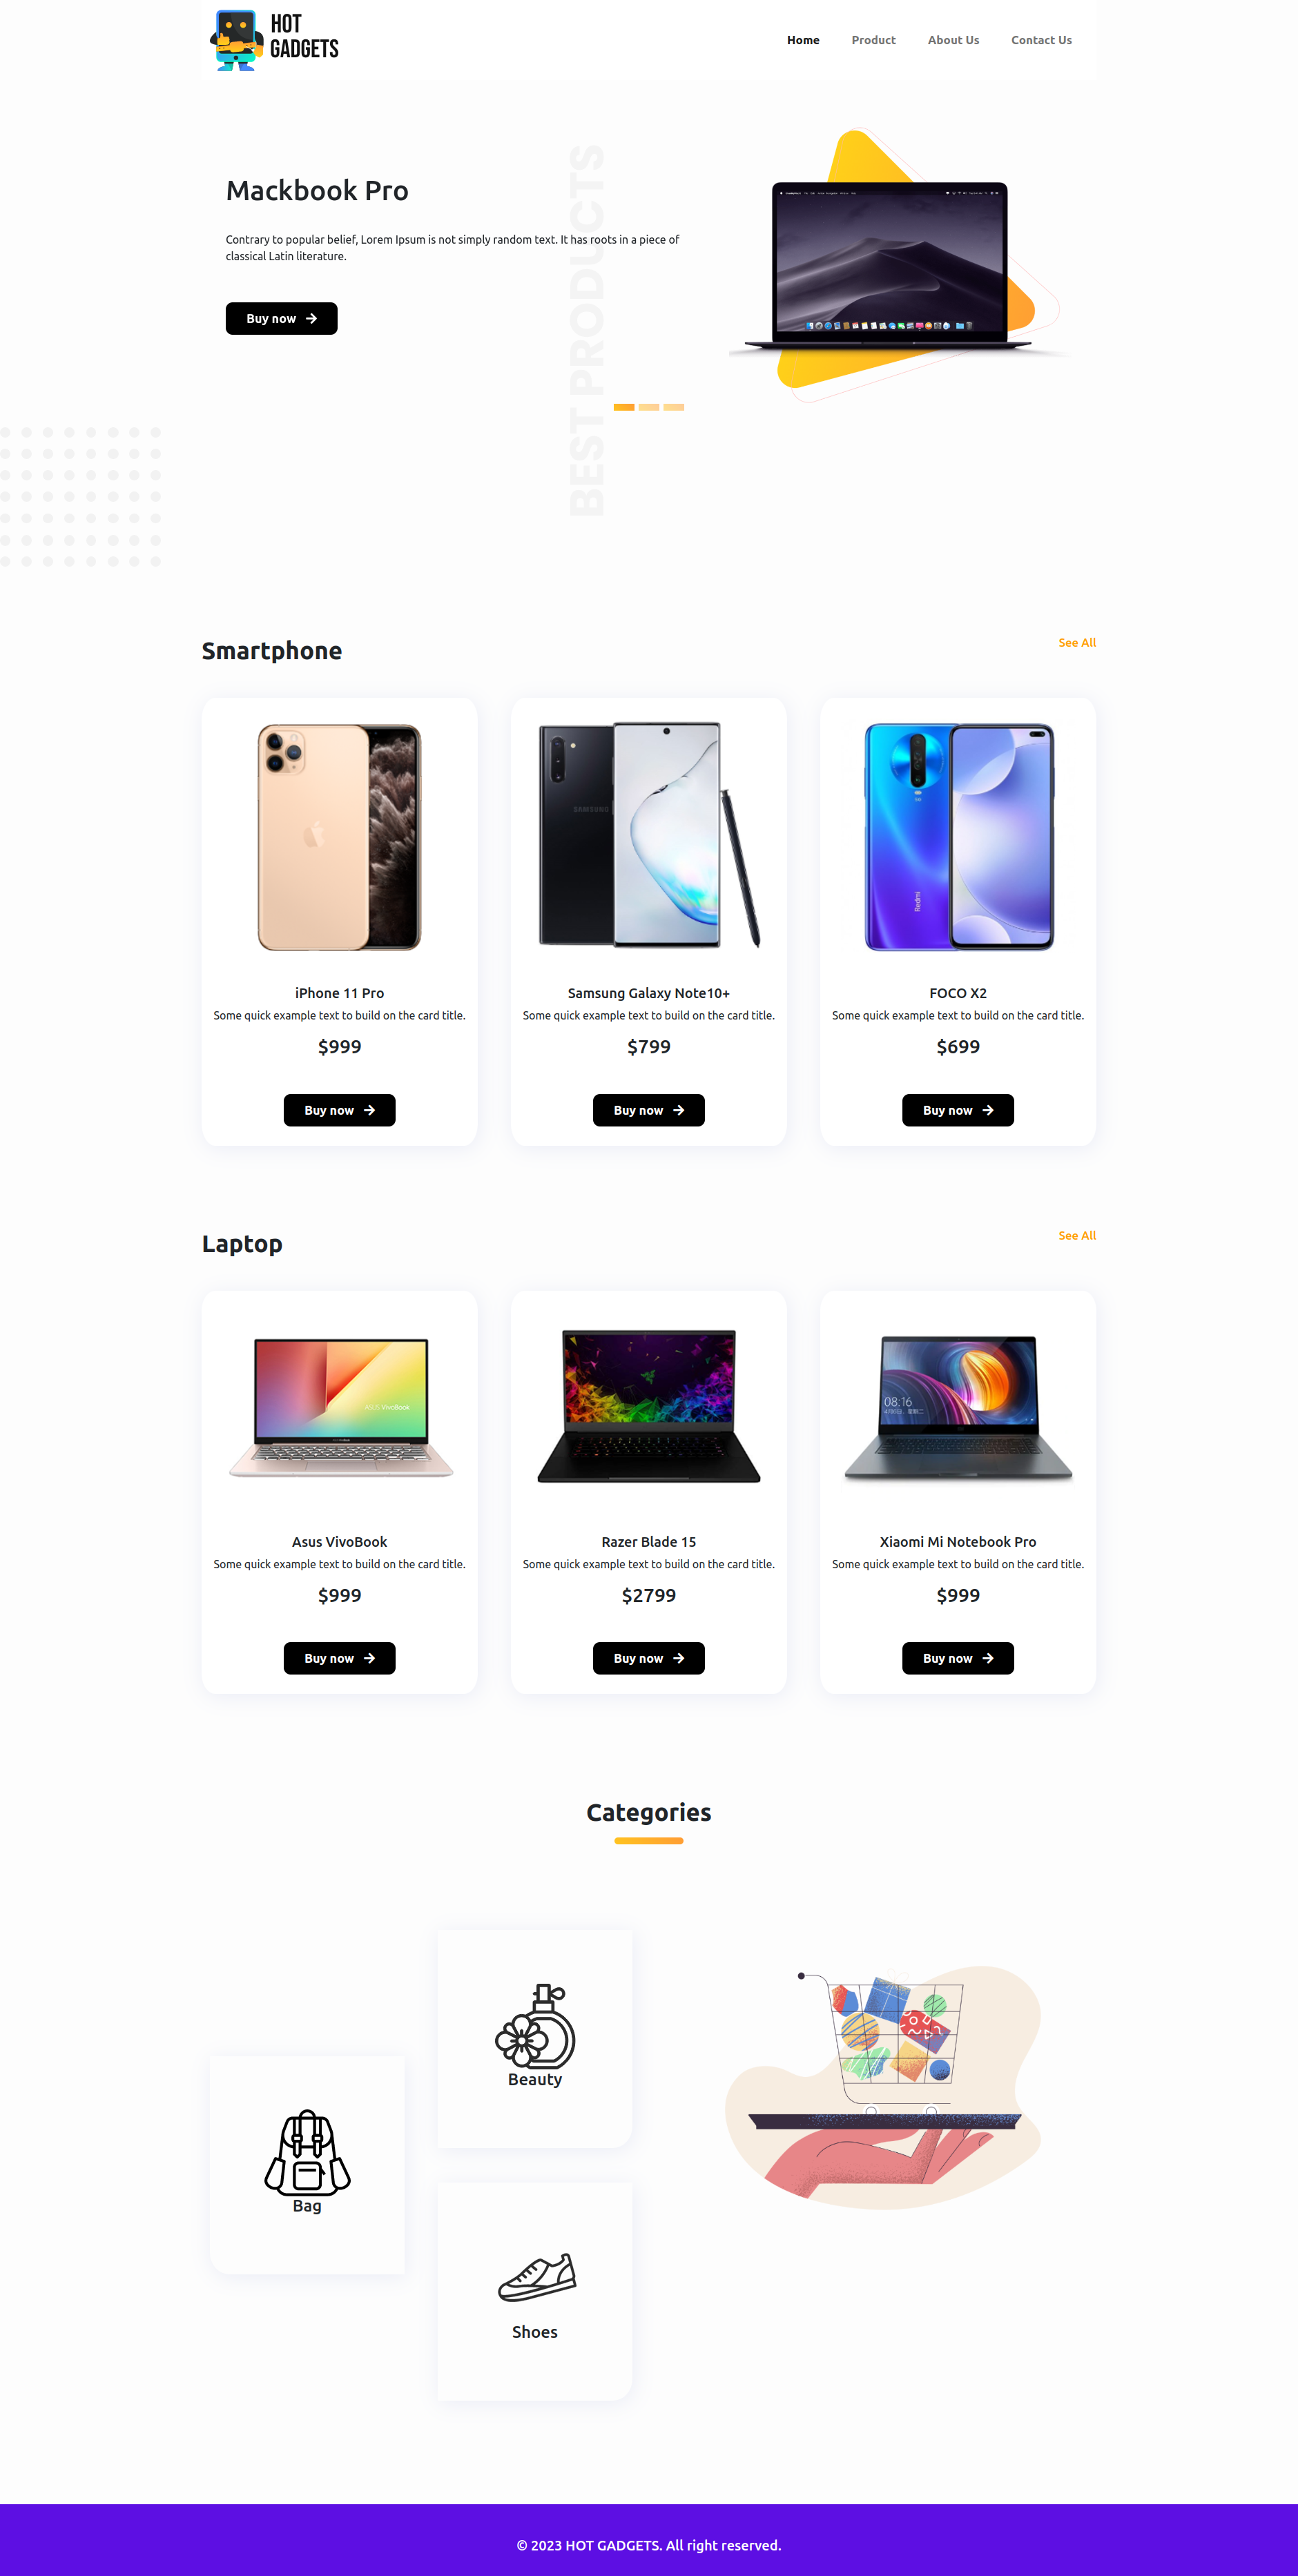 HOT
GADGETS
Home Product About Us Contact Us
BEST PRODUCTS
Mackbook Pro
Contrary to popular belief, Lorem Ipsum is not simply random text. It has roots in a piece of
classical Latin literature.
Buy now
Smartphone
See All
SAMSUNG
Redmi
iPhone 11 Pro
Some quick example text to build on the card title.
$999
Buy now
Samsung Galaxy Note10+
Some quick example text to build on the card title.
$799
Buy now
FOCO X2
Some quick example text to build on the card title.
$699
Buy now
Laptop
See All
ASUS VivoBook
08:16
Asus VivoBook
Some quick example text to build on the card title.
$999
Buy now
Razer Blade 15
Some quick example text to build on the card title.
$2799
Buy now
Xiaomi Mi Notebook Pro
Some quick example text to build on the card title.
$999
Buy now
Categories
Beauty
Bag
Shoes
© 2023 HOT GADGETS. All right reserved.